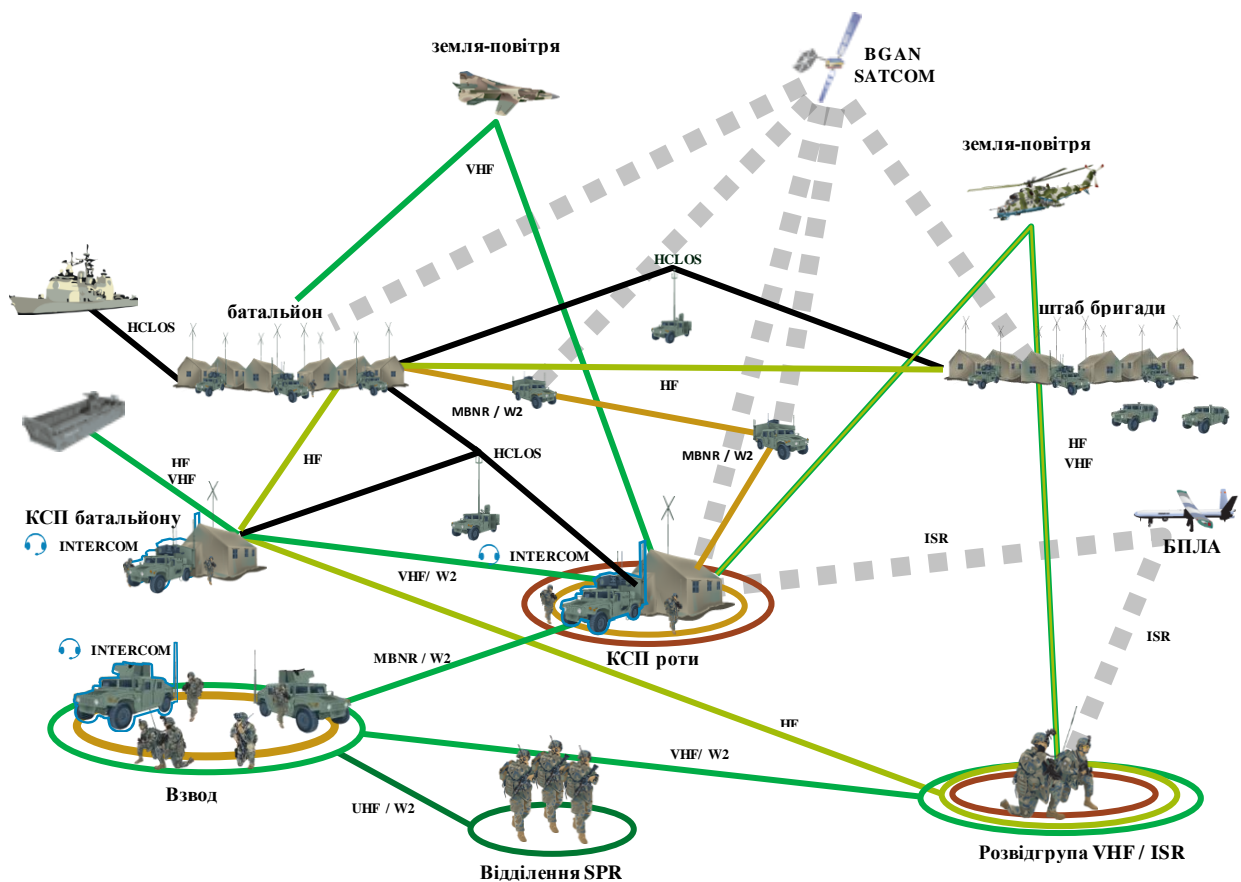 земля-повітря
BGAN
SATCOM
земля-повітря
VHF
HCLOS
батальйон
штаб бригади
HCLOS
HF
MBNR / W2
HF
VHF
HF
HCLOS
MBNR / W2
HF
VHF
КСП батальйону
INTERCOM
INTERCOM
ISR
БПЛА
VHF/ W2
ISR
INTERCOM
MBNR / W2
КСП роти
HF
VHF/ W2
Взвод
UHF / W2
Розвідгрупа VHF / ISR
Відділення SPR